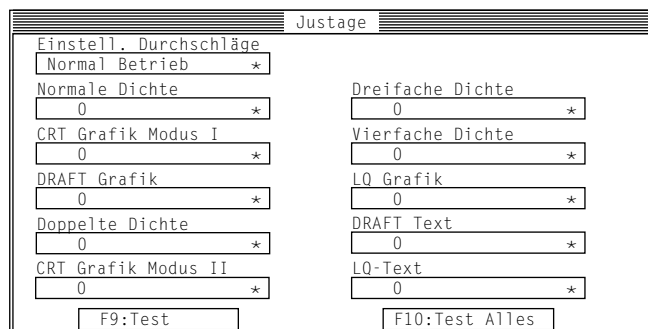 Justage
Einstell. Durchschläge
Normal Betrieb *
Normale Dichte Dreifache Dichte
0 * 0 *
CRT Grafik Modus I Vierfache Dichte
0 * 0 *
DRAFT Grafik LQ Grafik
0 * 0 *
Doppelte Dichte DRAFT Text
0 * 0 *
CRT Grafik Modus II LQ-Text
0 * 0 *
F9:Test F10:Test Alles